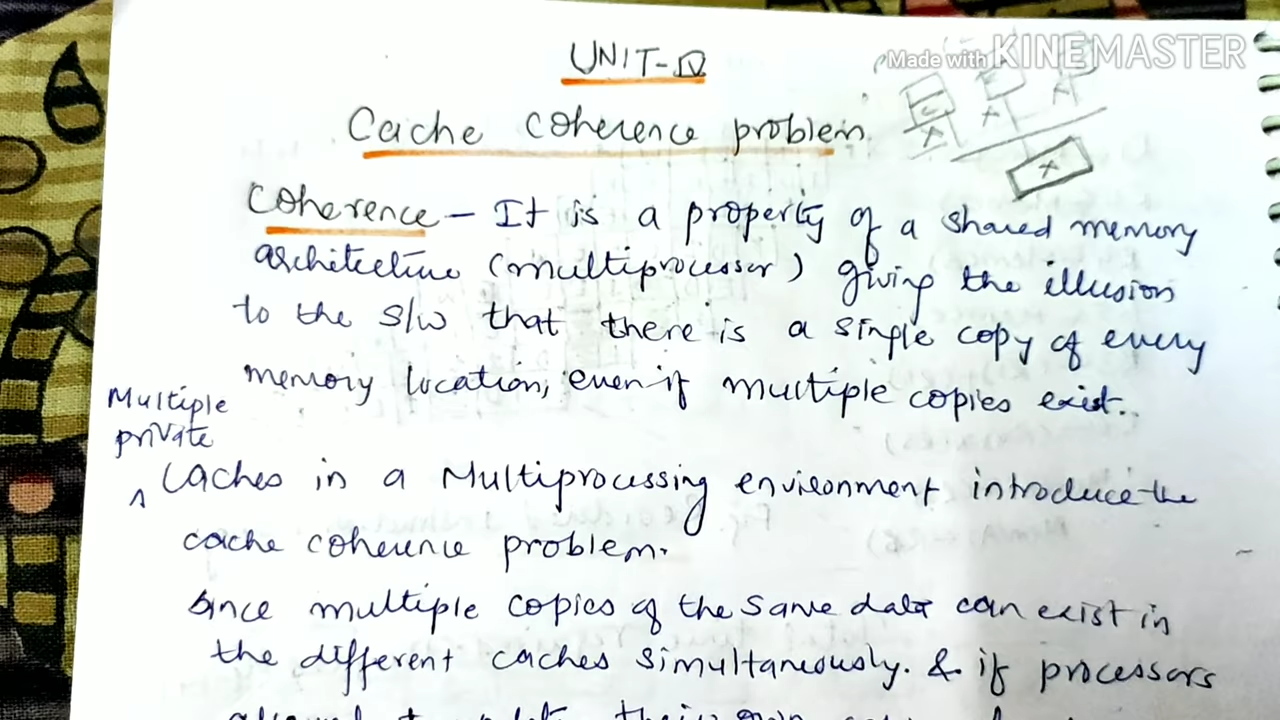 Made with KINEMASTER
UNIT-IV
Cache coherence problem
Coherence - It is a property of a shared memory
architecture (multiprocessor) giving the illusion
to the s/w that there is a single copy of every
memory location, even if multiple copies exist.
Multiple
private
^ Caches in a Multiprocessing environment introduce the
cache coherence problem.
Since multiple copies of the same data can exist in
the different caches simultaneously. & if processors
their own